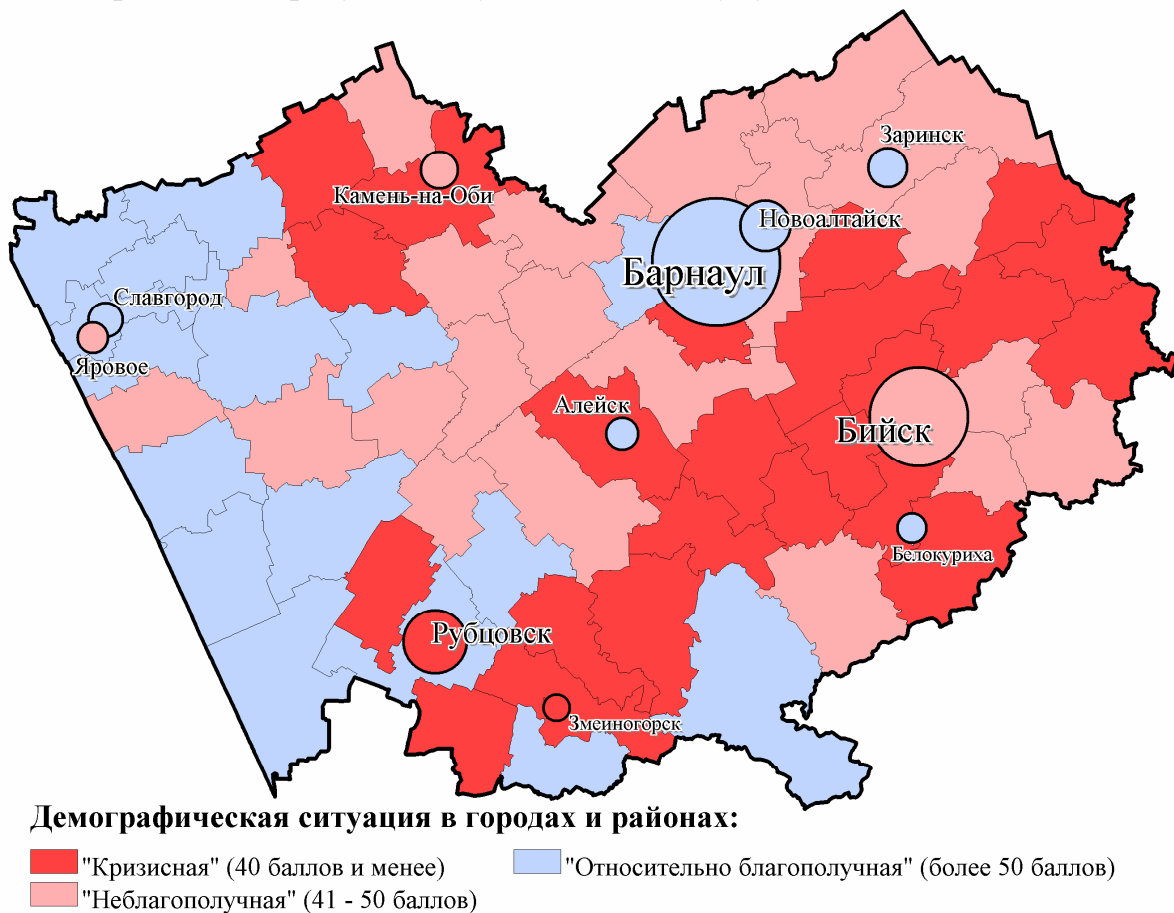 Заринск
Камень-на-Оби
Новоалтайск
Барнаул
Славгород
Яровое
Алейск
Бийск
Белокуриха
Рубцовск
Змеиногорск
Демографическая ситуация в городах и районах:
"Кризисная" (40 баллов и менее)
"Относительно благополучная" (более 50 баллов)
"Неблагополучная" (41 - 50 баллов)